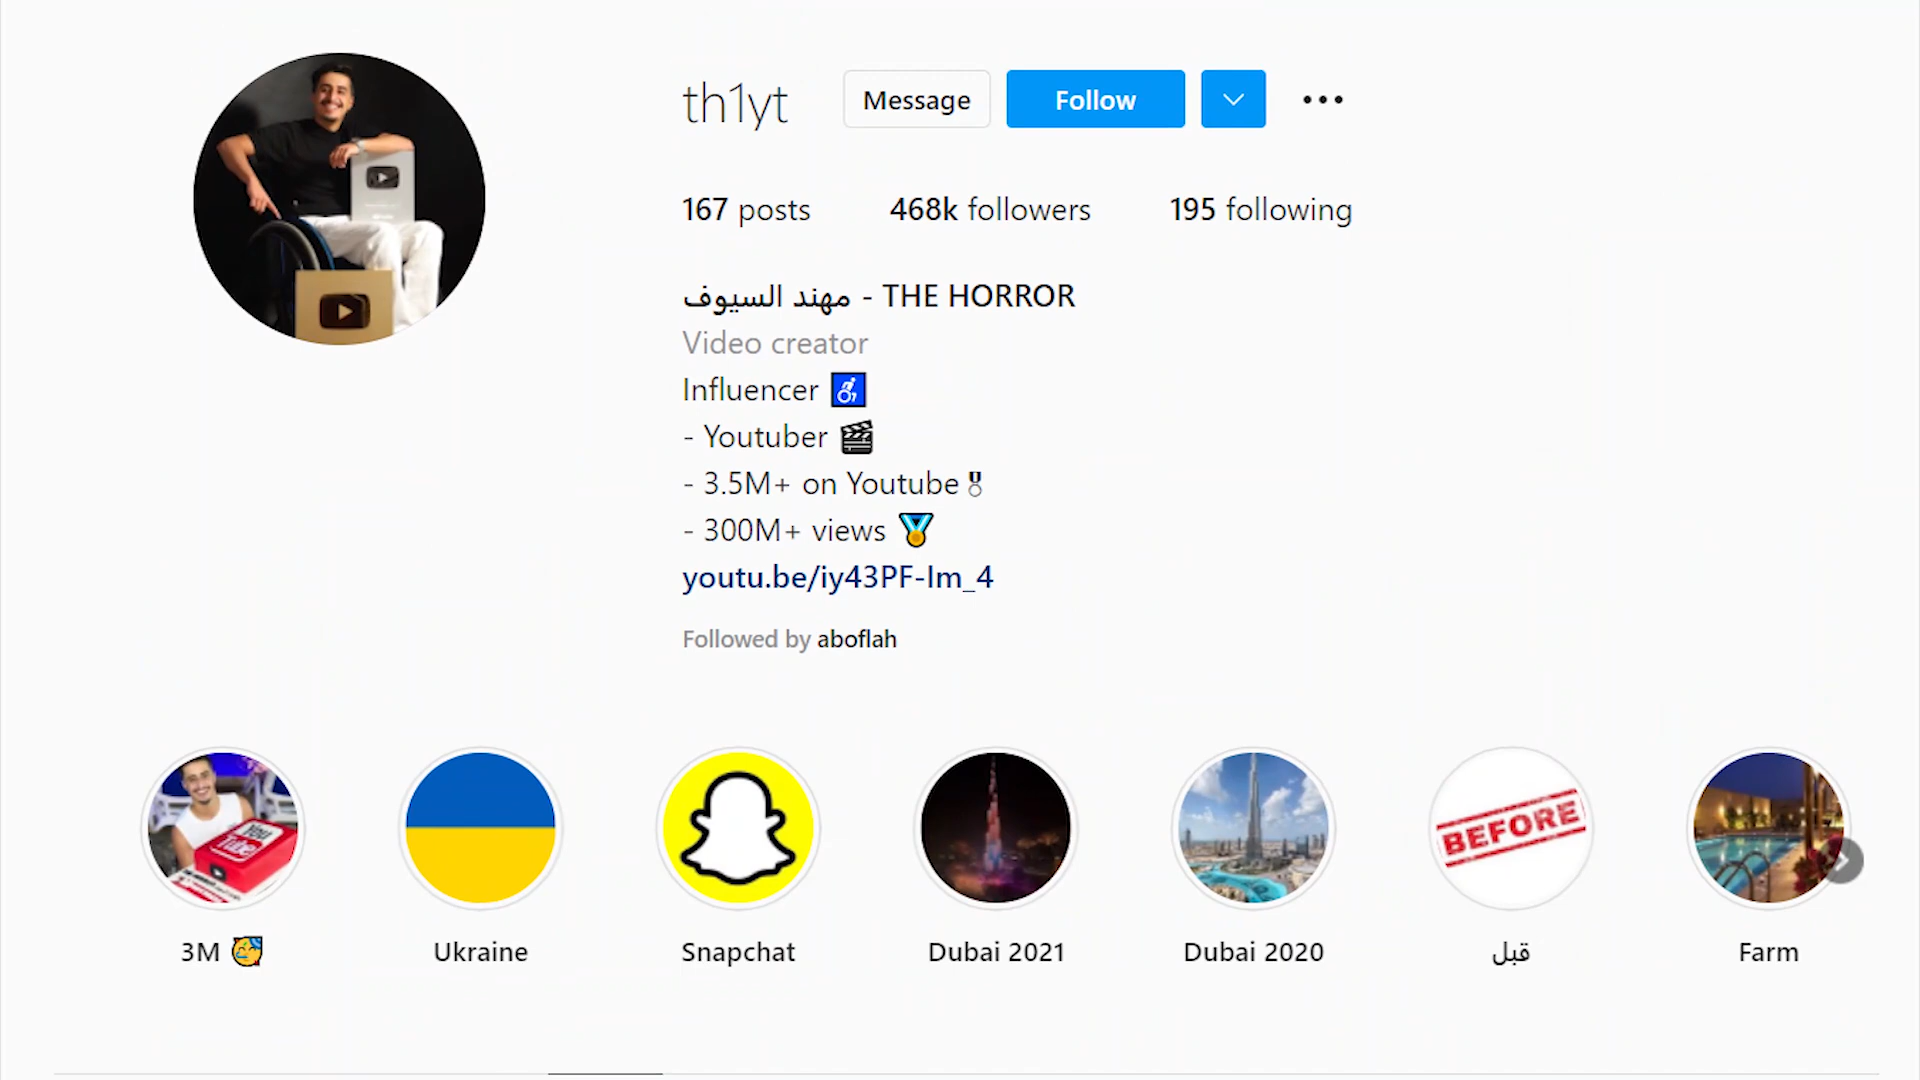 th1yt
Message
Follow
167 posts
468k followers
195 following
مهند السيوف - THE HORROR
Video creator
Influencer ♿
- Youtuber 🎬
- 3.5M+ on Youtube🎖
- 300M+ views 🏅
youtu.be/iy43PF-Im_4
Followed by aboflah
You
Tube
BEFORE
3M 🥳
Ukraine
Snapchat
Dubai 2021
Dubai 2020
قبل
Farm